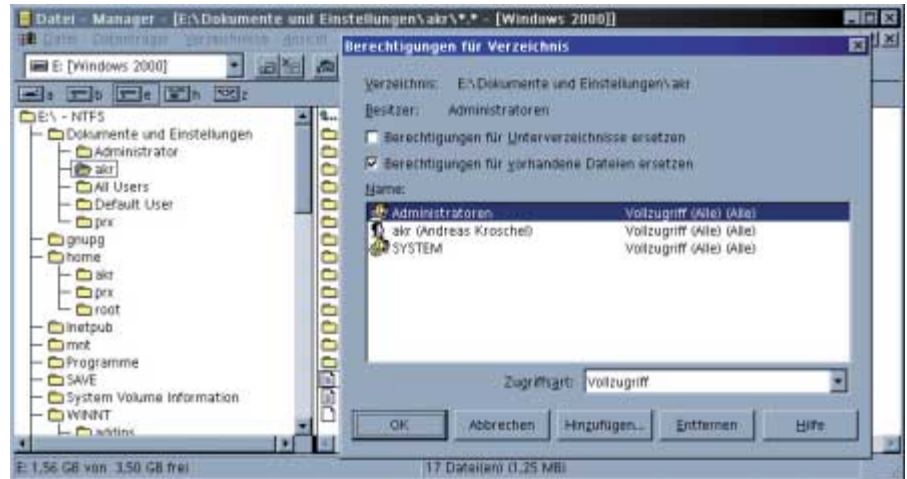 Datei - Manager - [E:\Dokumente und Einstellungen\akr\*.* - [Windows 2000]]
Datei Datenträger Verzeichnisse Ansicht
E: [Windows 2000]
a b e h z
E:\ - NTFS
Dokumente und Einstellungen
Administrator
akr
All Users
Default User
prx
gnupg
home
akr
prx
root
Inetpub
mnt
Programme
SAVE
System Volume Information
WINNT
addins
Berechtigungen für Verzeichnis
Verzeichnis: E:\Dokumente und Einstellungen\akr
Besitzer: Administratoren
Berechtigungen für Unterverzeichnisse ersetzen
Berechtigungen für vorhandene Dateien ersetzen
Name:
Administratoren Vollzugriff (Alle) (Alle)
akr (Andreas Kroschel) Vollzugriff (Alle) (Alle)
SYSTEM Vollzugriff (Alle) (Alle)
Zugriffsart: Vollzugriff
OK Abbrechen Hinzufügen... Entfernen Hilfe
E: 1,56 GB von 3,50 GB frei 17 Datei(en) (1,25 MB)